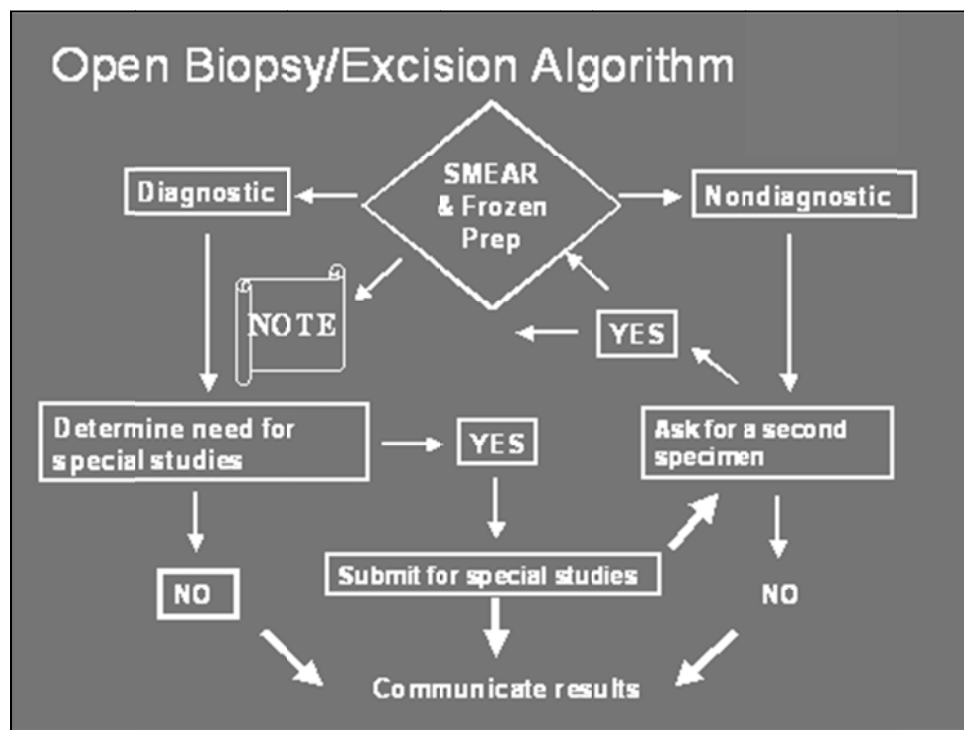 Open Biopsy/Excision Algorithm
SMEAR
& Frozen
Prep
Diagnostic
Nondiagnostic
NOTE
YES
Determine need for
special studies
YES
Ask for a second
specimen
Submit for special studies
NO
NO
Communicate results